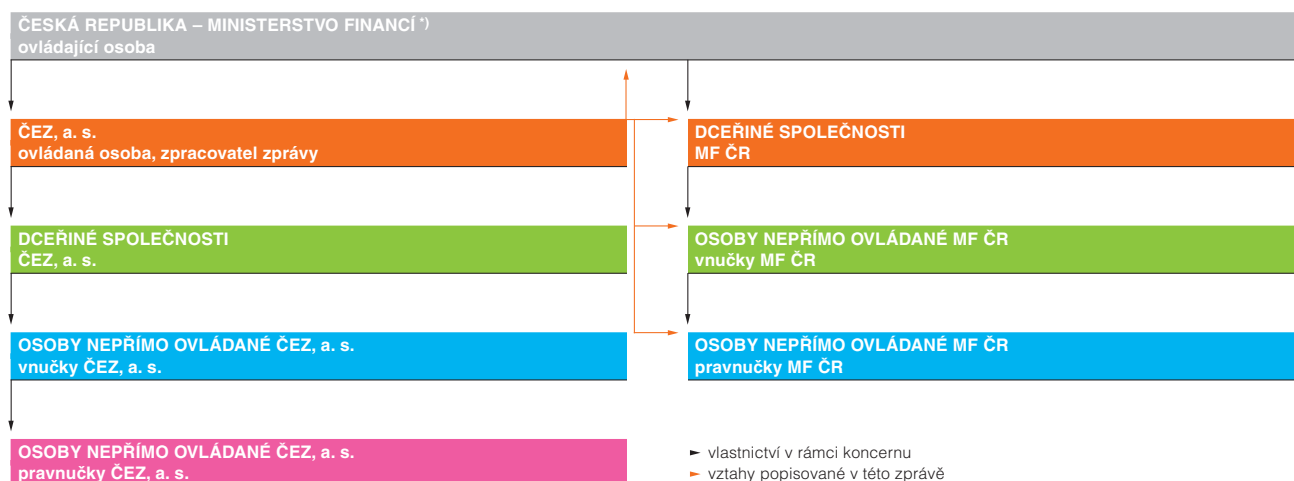 ČESKÁ REPUBLIKA – MINISTERSTVO FINANCÍ *)
ovládající osoba
ČEZ, a. s.
ovládaná osoba, zpracovatel zprávy
DCEŘINÉ SPOLEČNOSTI
MF ČR
DCEŘINÉ SPOLEČNOSTI
ČEZ, a. s.
OSOBY NEPŘÍMO OVLÁDANÉ MF ČR
vnučky MF ČR
OSOBY NEPŘÍMO OVLÁDANÉ ČEZ, a. s.
vnučky ČEZ, a. s.
OSOBY NEPŘÍMO OVLÁDANÉ MF ČR
pravnučky MF ČR
OSOBY NEPŘÍMO OVLÁDANÉ ČEZ, a. s.
pravnučky ČEZ, a. s.
vlastnictví v rámci koncernu
vztahy popisované v této zprávě